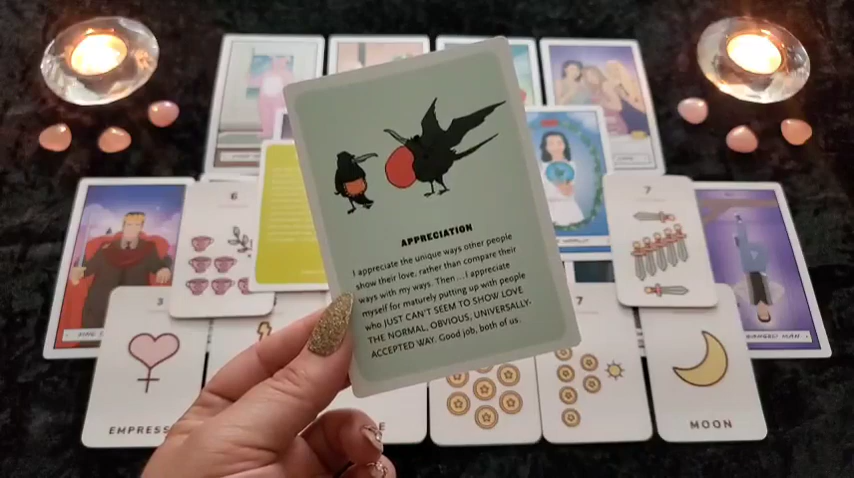 APPRECIATION
I appreciate the unique ways other people
show their love, rather than compare their
ways with my ways. Then...I appreciate
myself for maturely putting up with people
who JUST CAN'T SEEM TO SHOW LOVE
THE NORMAL, OBVIOUS, UNIVERSALLY-
ACCEPTED WAY. Good job, both of us.
6
7
3
7
EMPRESS
MOON